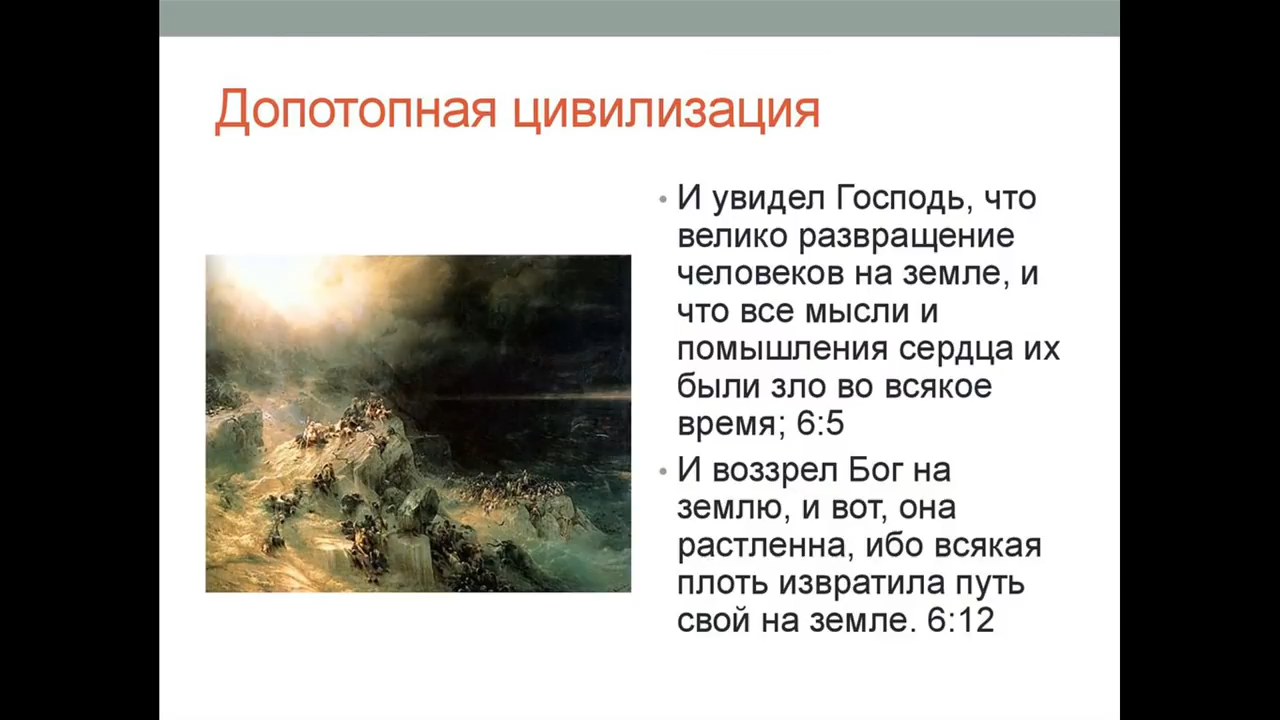 Допотопная цивилизация
• И увидел Господь, что
велико развращение
человеков на земле, и
что все мысли и
помышления сердца их
были зло во всякое
время; 6:5
• И воззрел Бог на
землю, и вот, она
растленна, ибо всякая
плоть извратила путь
свой на земле. 6:12